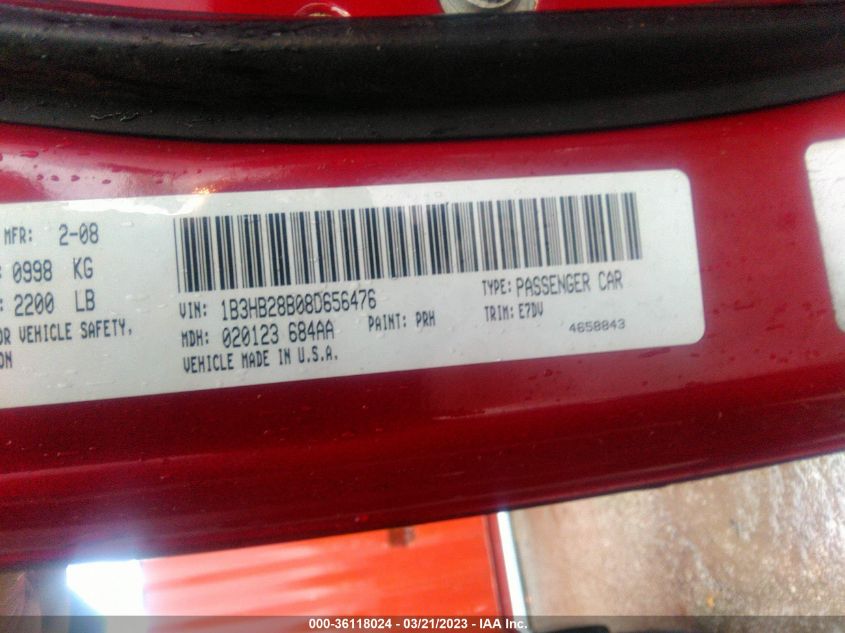 MFR: 2-08
0998 KG
2200 LB
OR VEHICLE SAFETY,
ON
VIN: 1B3HB28B08D656476
TYPE: PASSENGER CAR
MDH: 020123 684AA
PAINT: PRH
TRIM: E7DV
VEHICLE MADE IN U.S.A.
4658843
000-36118024 - 03/21/2023 - IAA Inc.